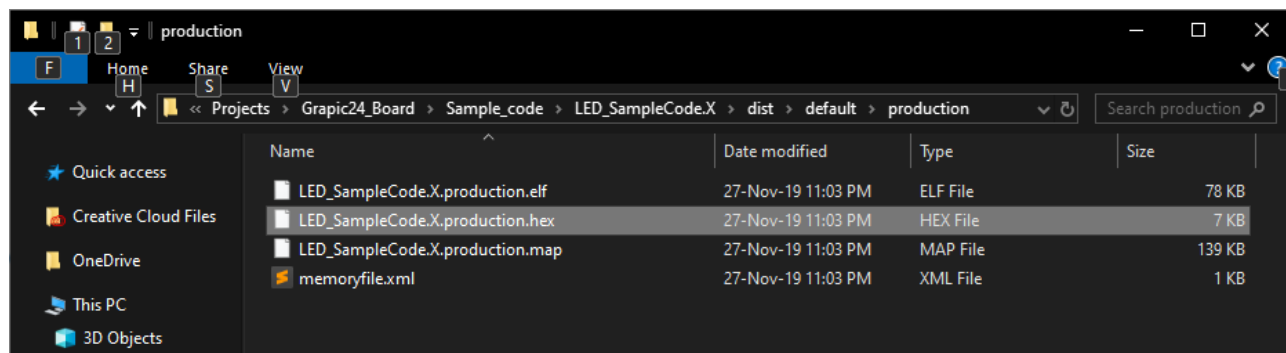 production
1 2
F Home Share View
H S V
« Projects > Grapic24_Board > Sample_code > LED_SampleCode.X > dist > default > production Search production
Name Date modified Type Size
Quick access
LED_SampleCode.X.production.elf 27-Nov-19 11:03 PM ELF File 78 KB
Creative Cloud Files
LED_SampleCode.X.production.hex 27-Nov-19 11:03 PM HEX File 7 KB
LED_SampleCode.X.production.map 27-Nov-19 11:03 PM MAP File 139 KB
OneDrive
memoryfile.xml 27-Nov-19 11:03 PM XML File 1 KB
This PC
3D Objects